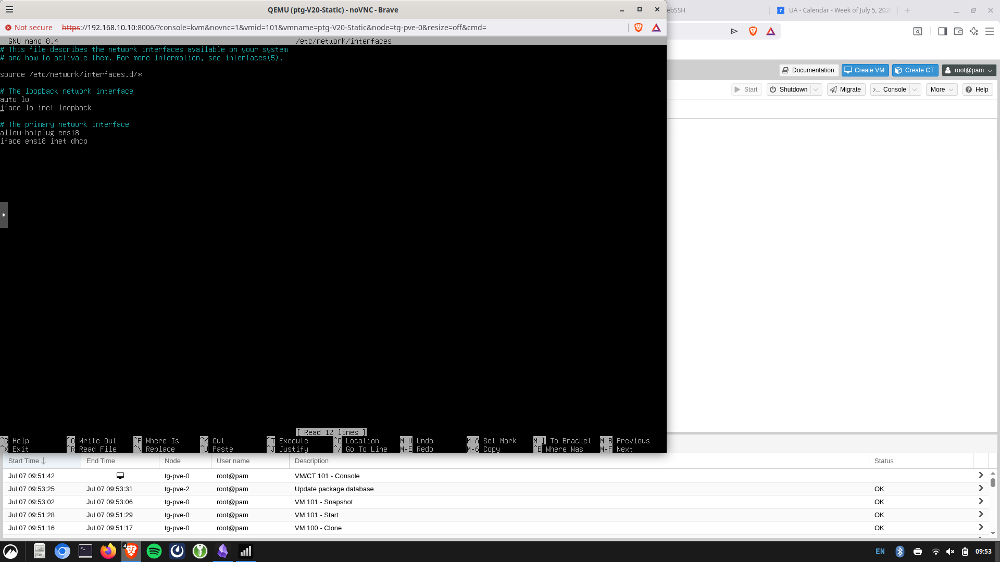 QEMU (ptg-V20-Static) - noVNC - Brave
ebSSH
UA - Calendar - Week of July 5, 202
Not secure
https://192.168.10.10:8006/?console=kvm&novnc=1&vmid=101&vmname=ptg-V20-Static&node=tg-pve-0&resize=off&cmd=
GNU nano 8.4 /etc/network/interfaces
# This file describes the network interfaces available on your system
# and how to activate them. For more information, see interfaces(5).
source /etc/network/interfaces.d/*
# The loopback network interface
auto lo
iface lo inet loopback
# The primary network interface
allow-hotplug ens18
iface ens18 inet dhcp
Documentation Create VM Create CT root@pam
Start Shutdown Migrate Console More Help
[ Read 12 lines ]
^G Help ^O Write Out ^F Where Is ^K Cut ^T Execute ^C Location M-U Undo M-A Set Mark M-] To Bracket M-B Previous
^X Exit ^R Read File ^\ Replace ^U Paste ^J Justify ^/ Go To Line M-E Redo M-6 Copy ^B Where Was M-F Next
Start Time End Time Node User name Description Status
Jul 07 09:51:42 tg-pve-0 root@pam VM/CT 101 - Console
Jul 07 09:53:25 Jul 07 09:53:31 tg-pve-2 root@pam Update package database OK
Jul 07 09:53:02 Jul 07 09:53:06 tg-pve-0 root@pam VM 101 - Snapshot OK
Jul 07 09:51:28 Jul 07 09:51:29 tg-pve-0 root@pam VM 101 - Start OK
Jul 07 09:51:16 Jul 07 09:51:17 tg-pve-0 root@pam VM 100 - Clone OK
4
EN 09:53